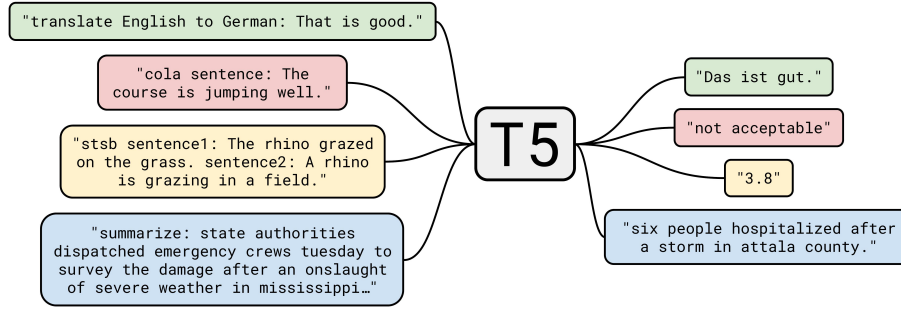 "translate English to German: That is good."
"cola sentence: The
course is jumping well."
"stsb sentence1: The rhino grazed
on the grass. sentence2: A rhino
is grazing in a field."
"summarize: state authorities
dispatched emergency crews tuesday to
survey the damage after an onslaught
of severe weather in mississippi…"
T5
"Das ist gut."
"not acceptable"
"3.8"
"six people hospitalized after
a storm in attala county."